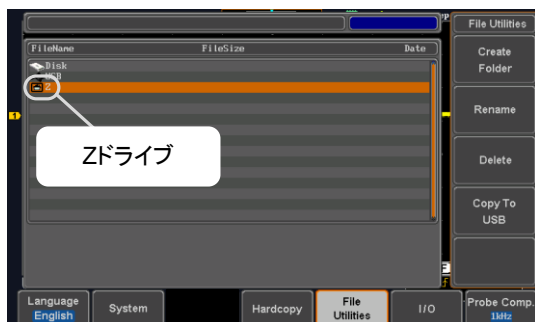 File Utilities
FileName FileSize Date
Disk
USB
Z
Create
Folder
1
Rename
Zドライブ
Delete
Copy To
USB
F
Language
English
System
Hardcopy
File
Utilities
I/O
Probe Comp.
1kHz